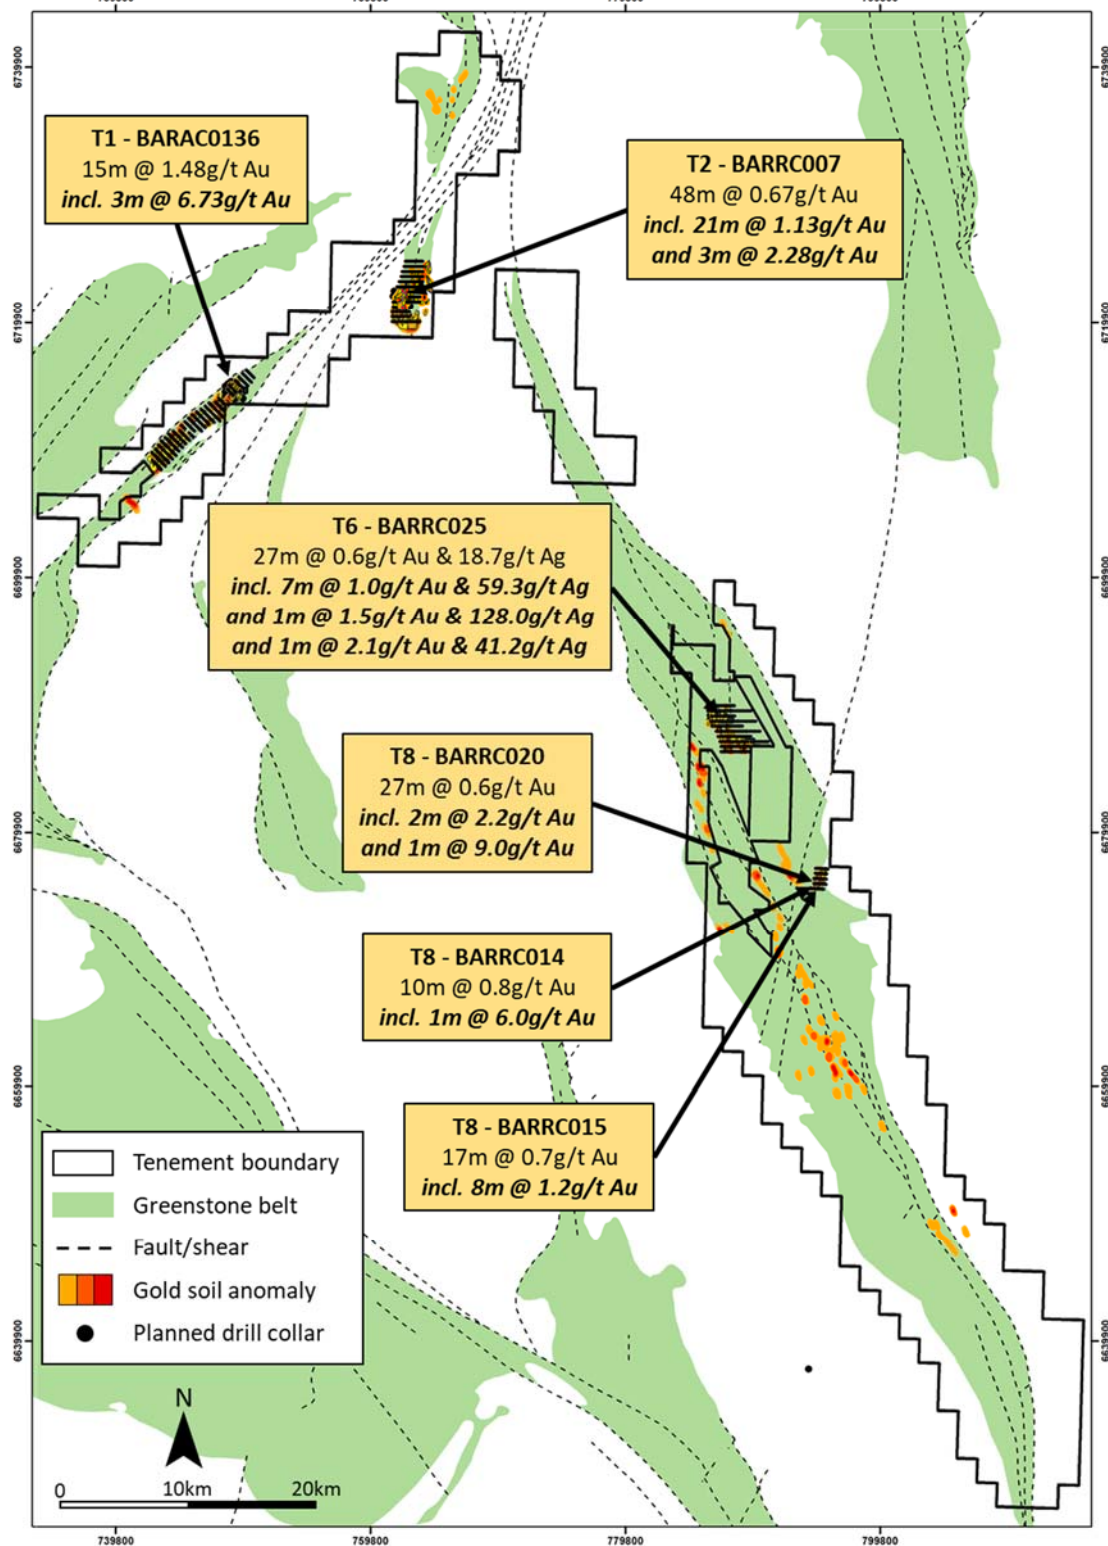 6739900
6739900
T1 - BARAC0136
15m @ 1.48g/t Au
incl. 3m @ 6.73g/t Au
T2 - BARRC007
48m @ 0.67g/t Au
incl. 21m @ 1.13g/t Au
and 3m @ 2.28g/t Au
6719900
6719900
T6 - BARRC025
27m @ 0.6g/t Au & 18.7g/t Ag
incl. 7m @ 1.0g/t Au & 59.3g/t Ag
and 1m @ 1.5g/t Au & 128.0g/t Ag
and 1m @ 2.1g/t Au & 41.2g/t Ag
6699900
6699900
T8 - BARRC020
27m @ 0.6g/t Au
incl. 2m @ 2.2g/t Au
and 1m @ 9.0g/t Au
6679900
6679900
T8 - BARRC014
10m @ 0.8g/t Au
incl. 1m @ 6.0g/t Au
6659900
6659900
T8 - BARRC015
17m @ 0.7g/t Au
incl. 8m @ 1.2g/t Au
Tenement boundary
Greenstone belt
Fault/shear
Gold soil anomaly
Planned drill collar
6639900
6639900
N
0 10km 20km
739800 759800 779800 799800